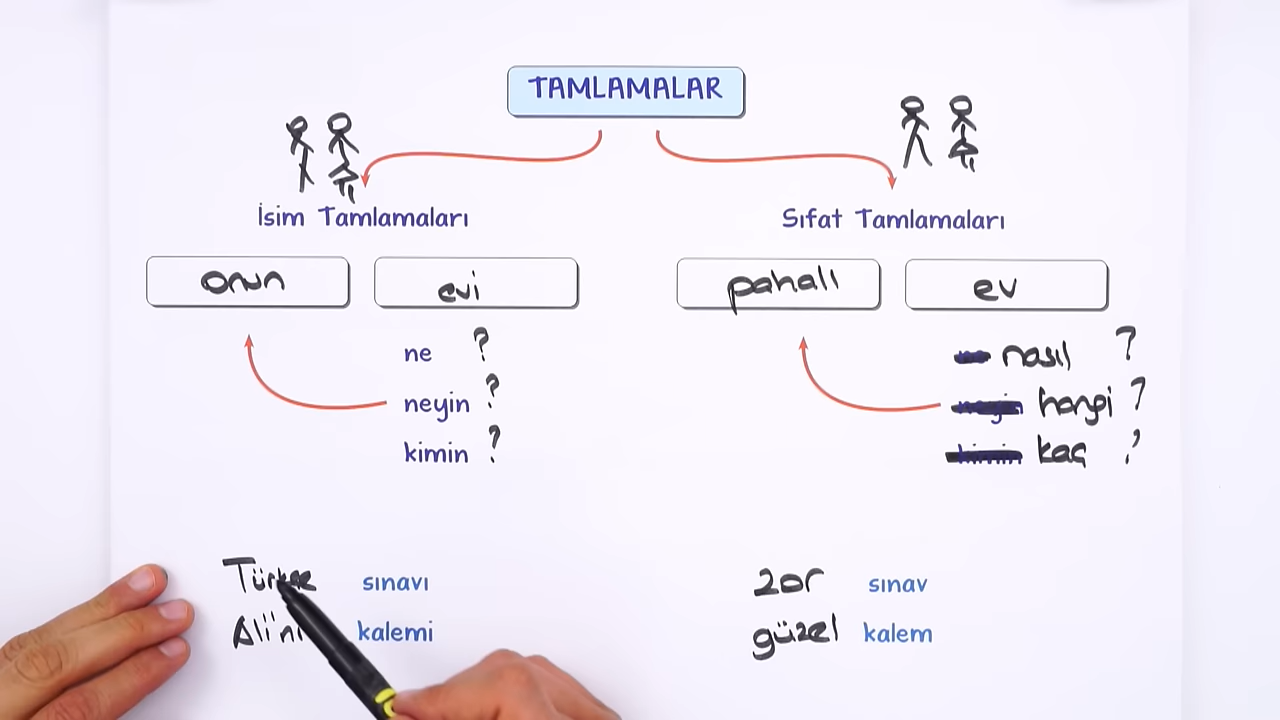 TAMLAMALAR
İsim Tamlamaları
onun evi
ne ?
neyin ?
kimin ?
Türkçe sınavı
kalemi
Sıfat Tamlamaları
pahalı ev
nasıl ?
hangi ?
kaç ?
zor sınav
güzel kalem